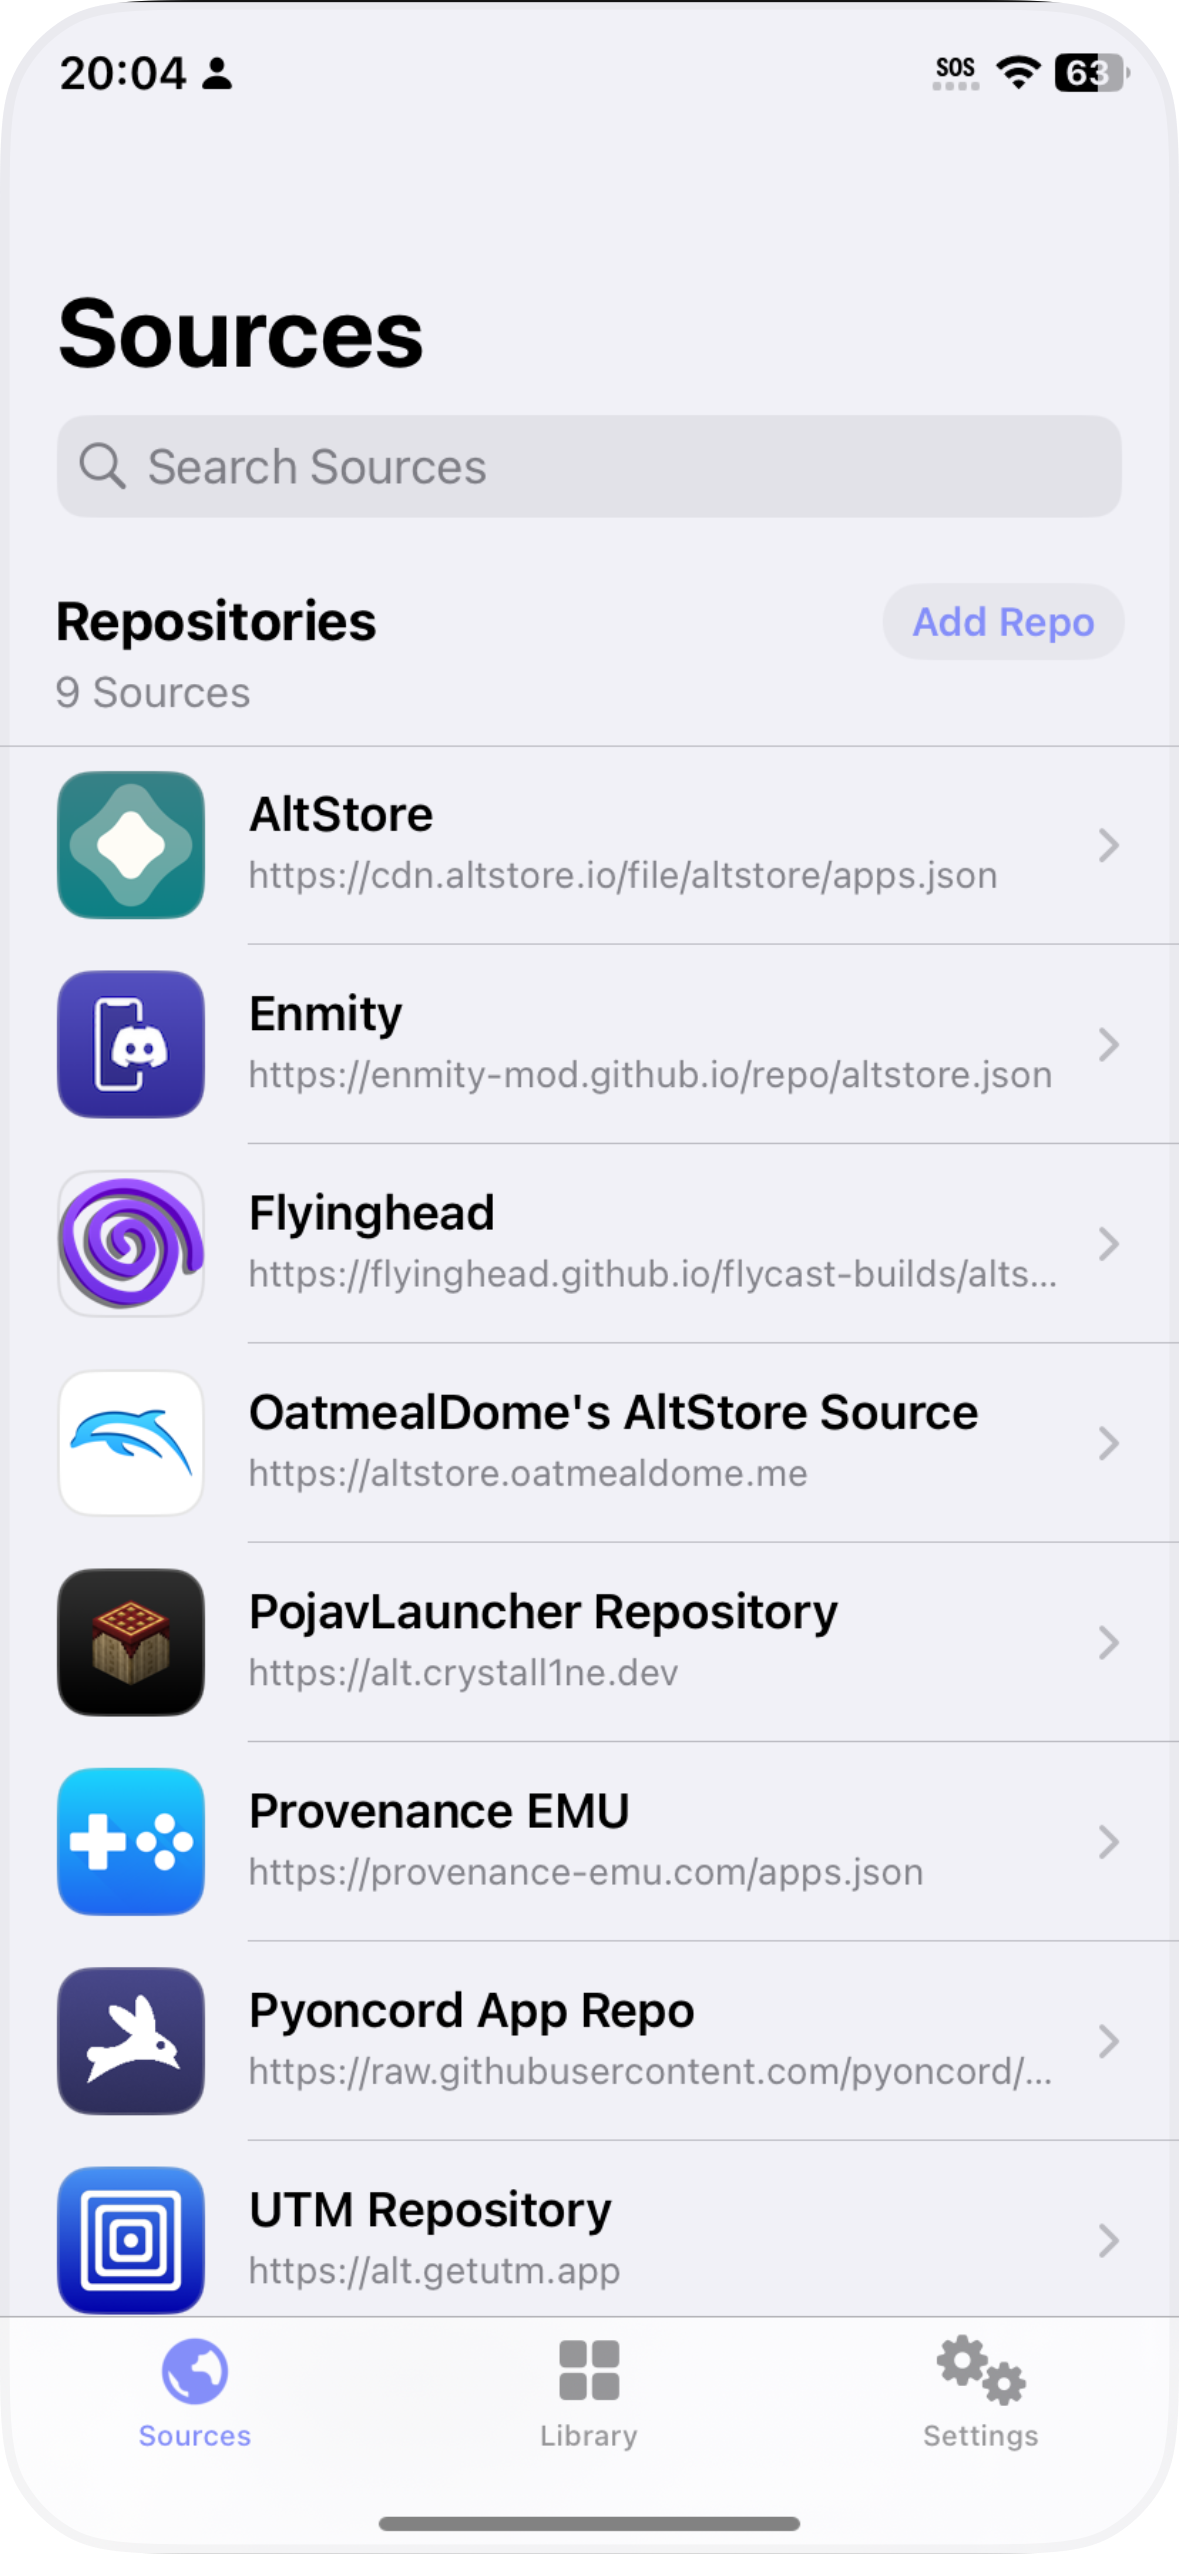 20:04
SOS
63
Sources
Search Sources
Repositories
Add Repo
9 Sources
AltStore
https://cdn.altstore.io/file/altstore/apps.json
Enmity
https://enmity-mod.github.io/repo/altstore.json
Flyinghead
https://flyinghead.github.io/flycast-builds/alts...
OatmealDome's AltStore Source
https://altstore.oatmealdome.me
PojavLauncher Repository
https://alt.crystall1ne.dev
Provenance EMU
https://provenance-emu.com/apps.json
Pyoncord App Repo
https://raw.githubusercontent.com/pyoncord/...
UTM Repository
https://alt.getutm.app
Sources
Library
Settings